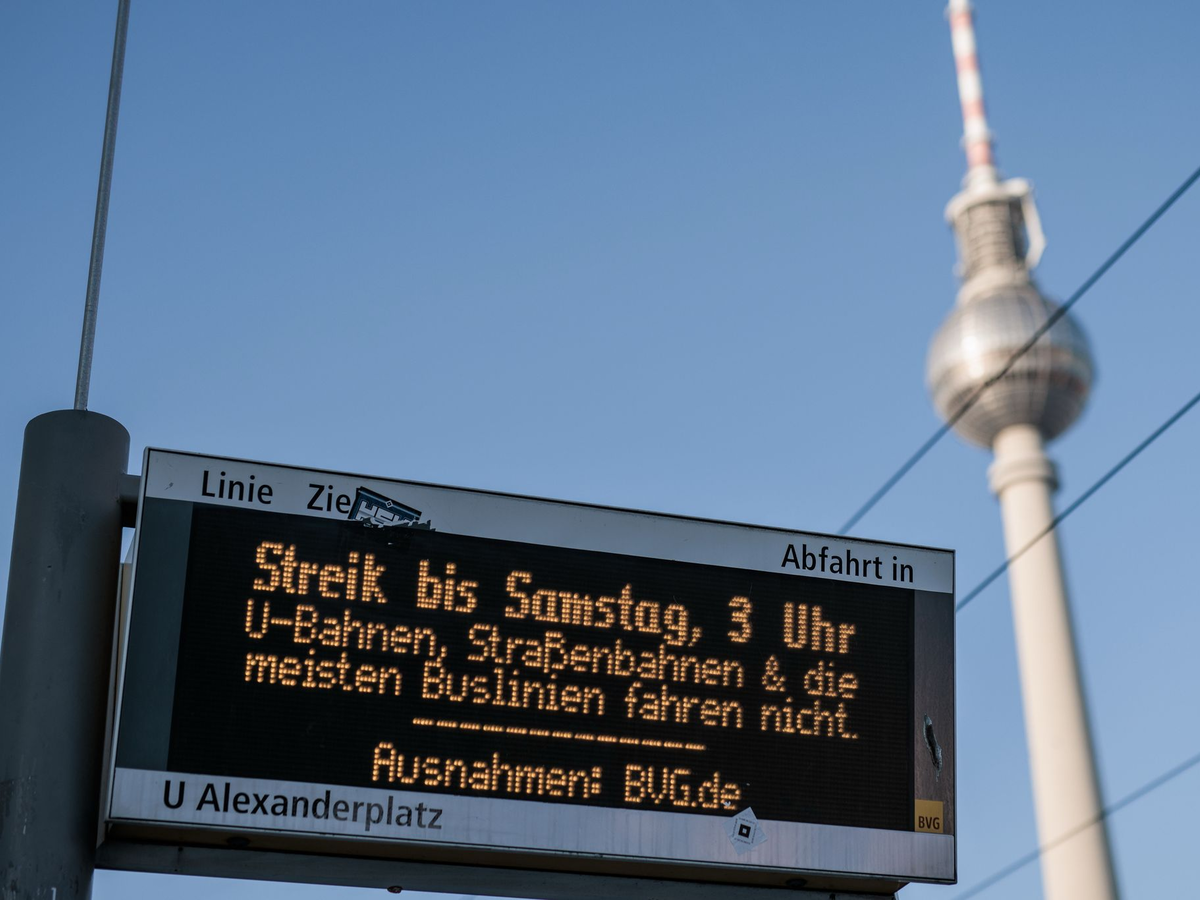 Linie Zie
Abfahrt in
Streik bis Samstag, 3 Uhr
U-Bahnen, Straßenbahnen & die
meisten Buslinien fahren nicht.
Ausnahmen: BVG.de
U Alexanderplatz
BVG